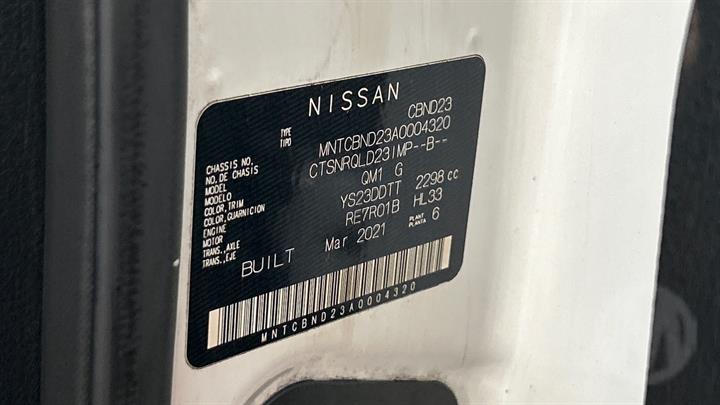 NISSAN
TYPE
TIPO CBND23
CHASSIS NO.
NO. DE CHASIS MNTCBND23A0004320
MODEL
MODELO CTSNRQLD23IMP--B--
COLOR, TRIM
COLOR, GUARNICION QM1 G
ENGINE
MOTOR YS23DDTT 2298 cc
TRANS., AXLE
TRANS., EJE RE7R01B HL33
BUILT Mar 2021 PLANT
PLANTA 6
MNTCBND23A0004320